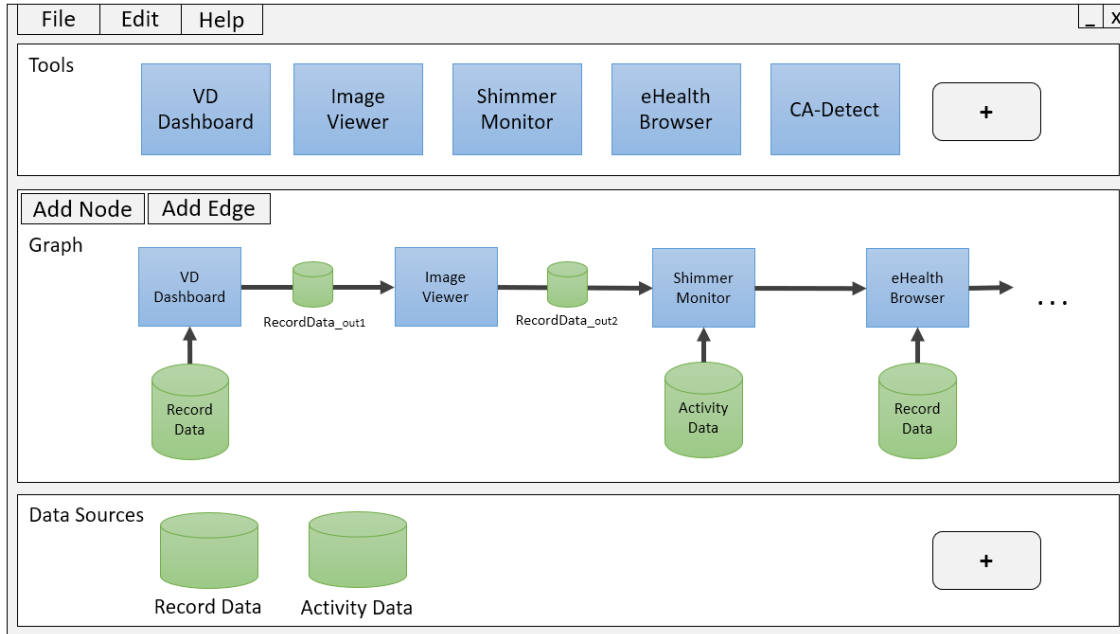 File Edit Help _ x
Tools
VD
Dashboard
Image
Viewer
Shimmer
Monitor
eHealth
Browser
CA-Detect
+
Add Node Add Edge
Graph
VD
Dashboard
RecordData_out1
Image
Viewer
RecordData_out2
Shimmer
Monitor
eHealth
Browser
...
Record
Data
Activity
Data
Record
Data
Data Sources
Record Data
Activity Data
+